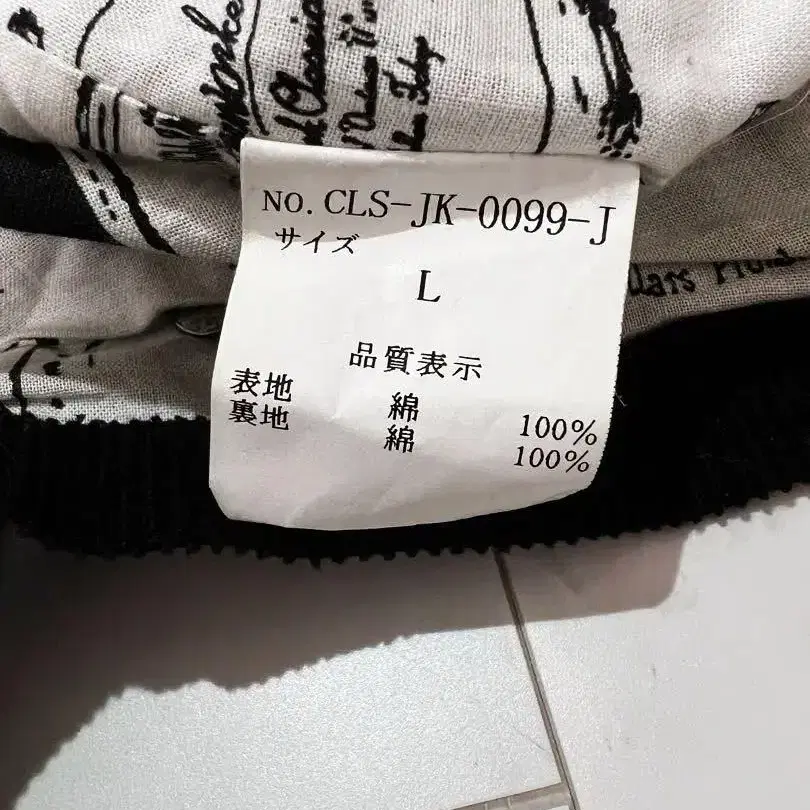 NO. CLS-JK-0099-J
サイズ
L
品質表示
表地 綿 100%
裏地 綿 100%